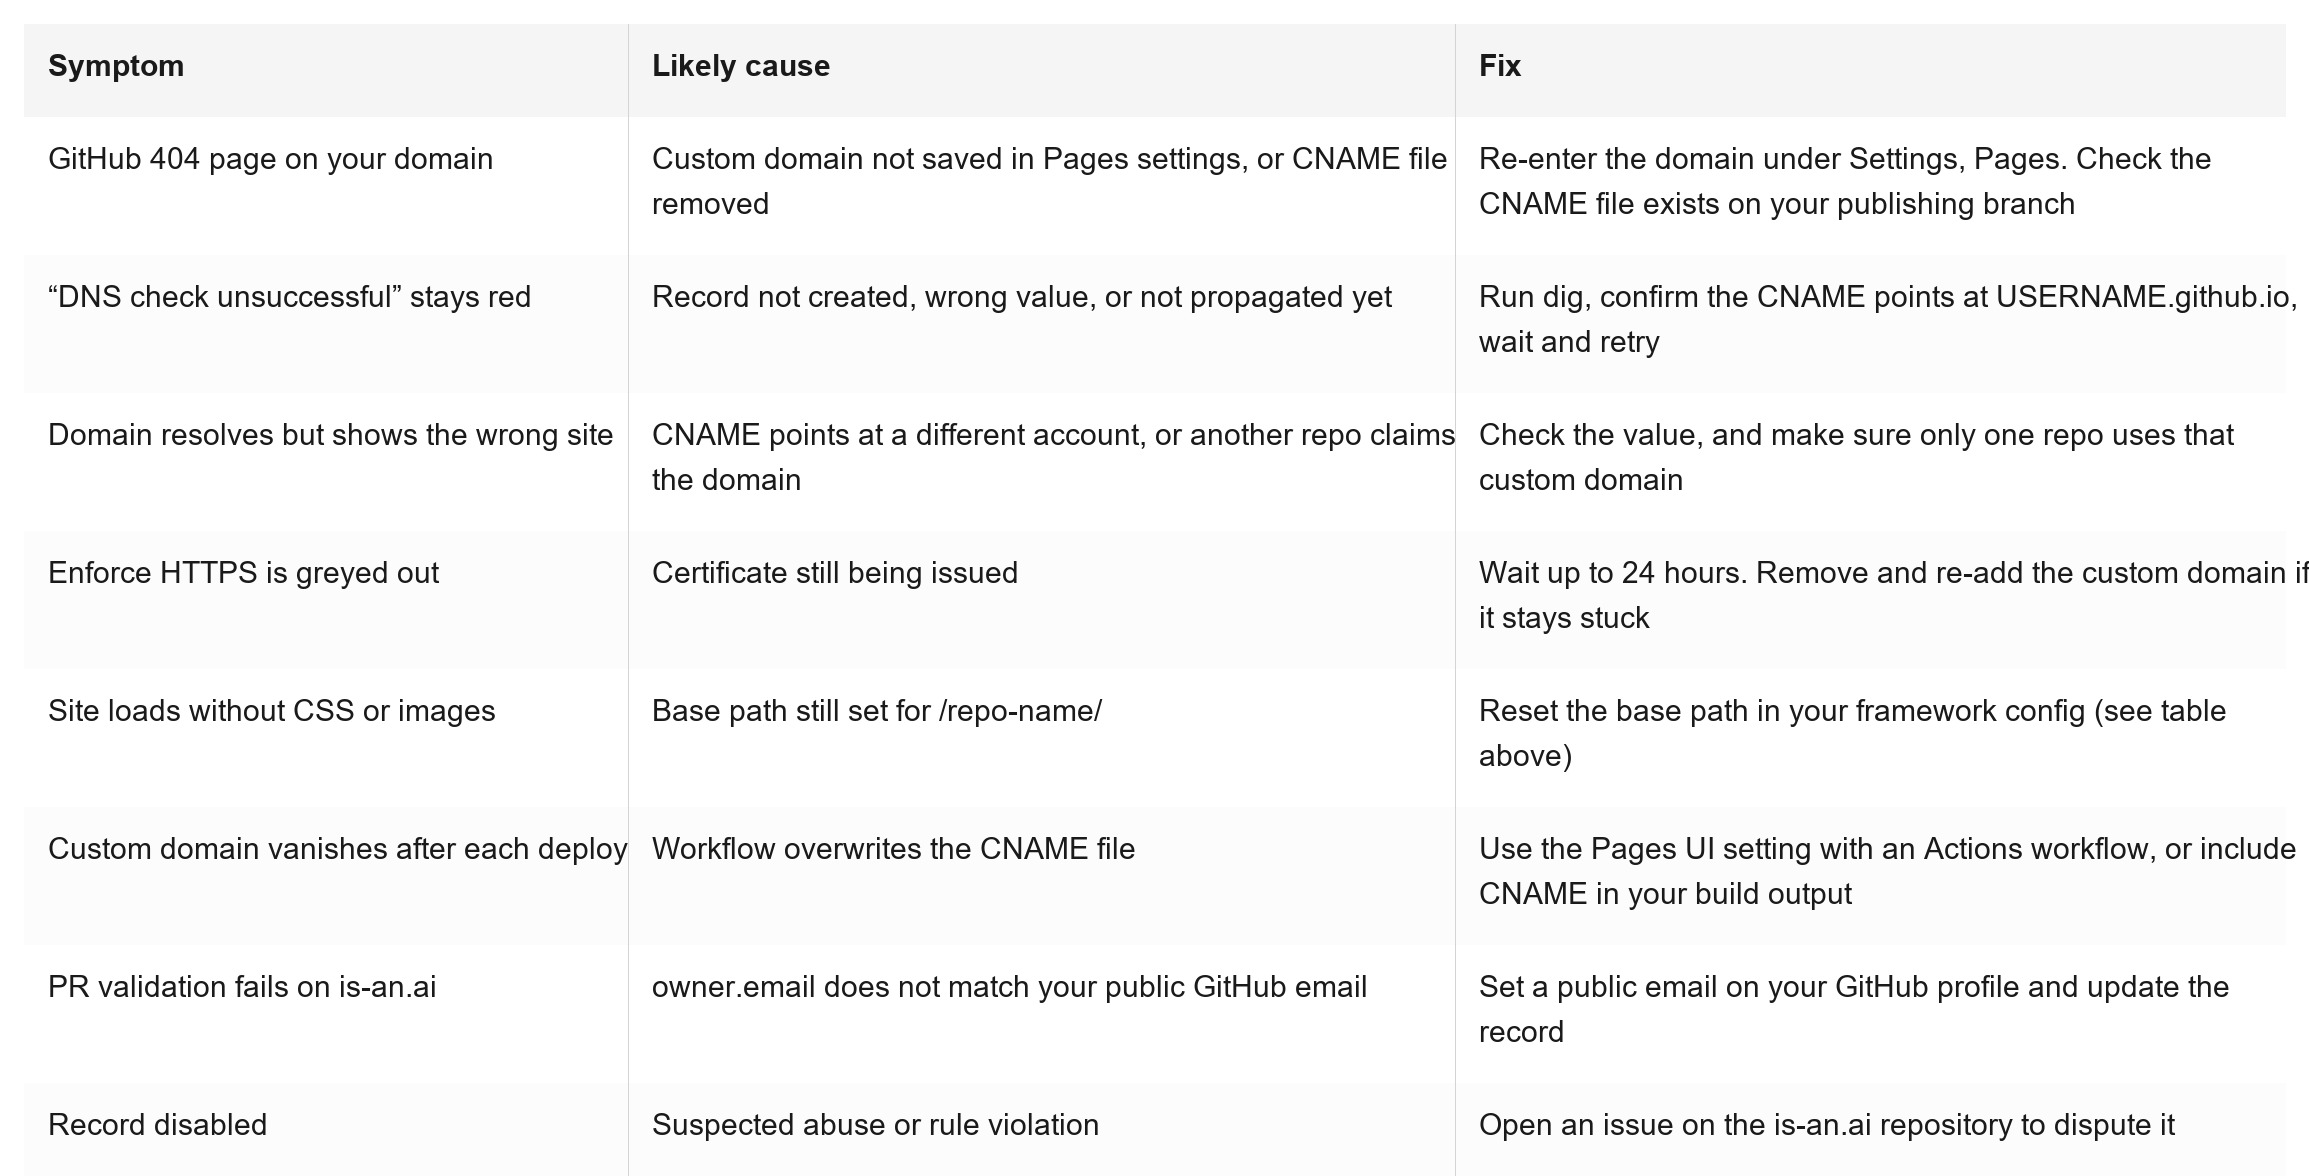 Symptom
Likely cause
Fix
GitHub 404 page on your domain
Custom domain not saved in Pages settings, or CNAME file
removed
Re-enter the domain under Settings, Pages. Check the
CNAME file exists on your publishing branch
“DNS check unsuccessful” stays red
Record not created, wrong value, or not propagated yet
Run dig, confirm the CNAME points at USERNAME.github.io,
wait and retry
Domain resolves but shows the wrong site
CNAME points at a different account, or another repo claims
the domain
Check the value, and make sure only one repo uses that
custom domain
Enforce HTTPS is greyed out
Certificate still being issued
Wait up to 24 hours. Remove and re-add the custom domain if
it stays stuck
Site loads without CSS or images
Base path still set for /repo-name/
Reset the base path in your framework config (see table
above)
Custom domain vanishes after each deploy
Workflow overwrites the CNAME file
Use the Pages UI setting with an Actions workflow, or include
CNAME in your build output
PR validation fails on is-an.ai
owner.email does not match your public GitHub email
Set a public email on your GitHub profile and update the
record
Record disabled
Suspected abuse or rule violation
Open an issue on the is-an.ai repository to dispute it